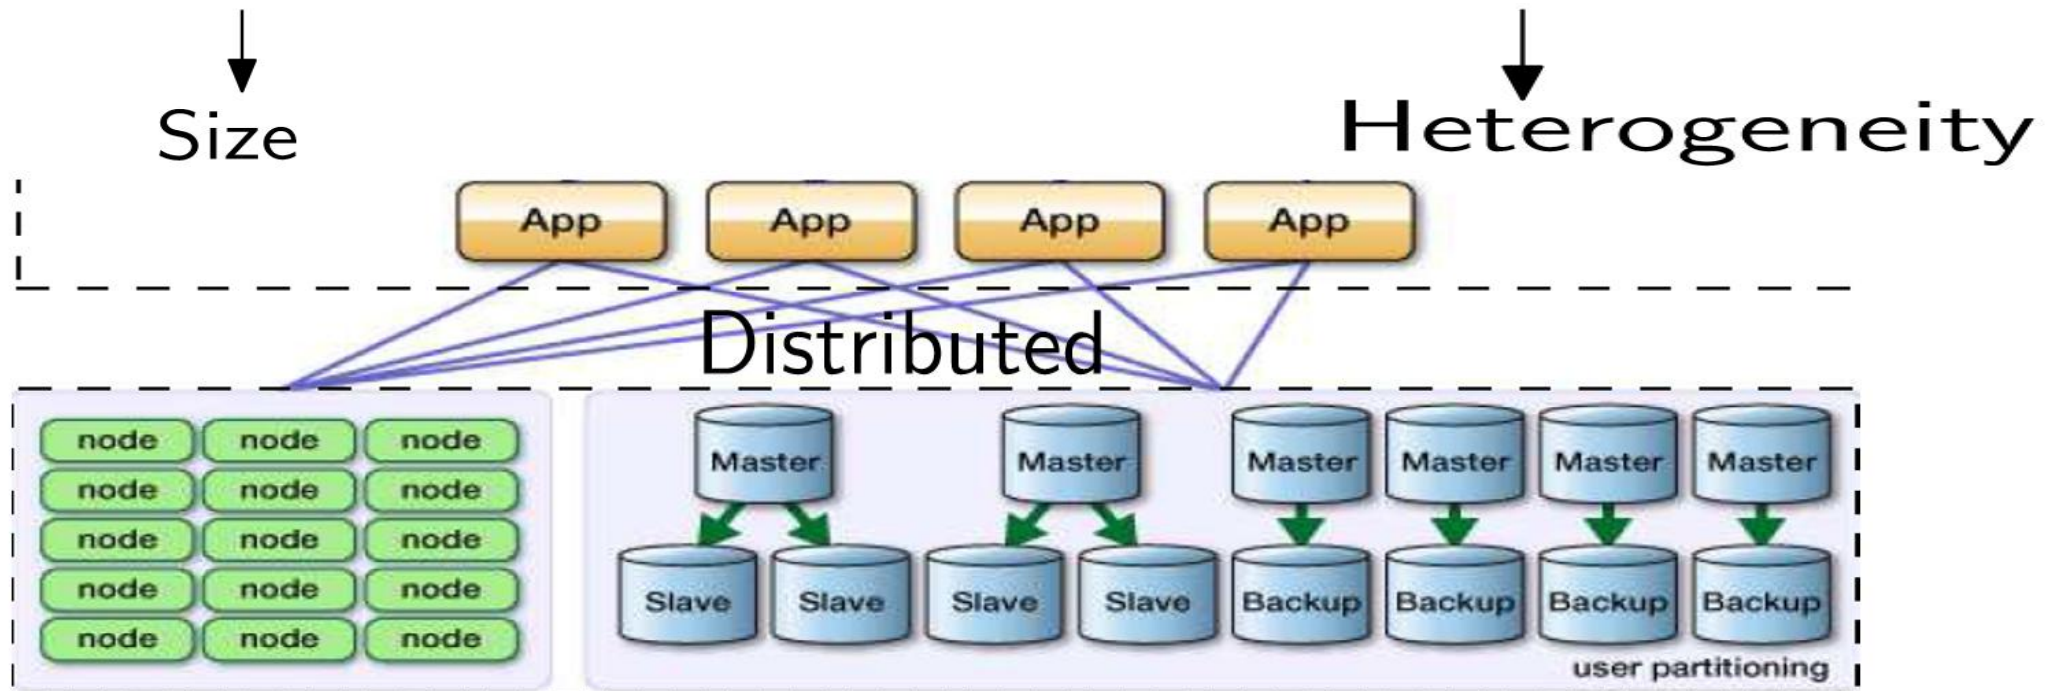 Size
Heterogeneity
App App App App
Distributed
node node node
node node node
node node node
node node node
node node node
Master Master Master Master Master Master
Slave Slave Slave Slave Backup Backup Backup Backup
user partitioning